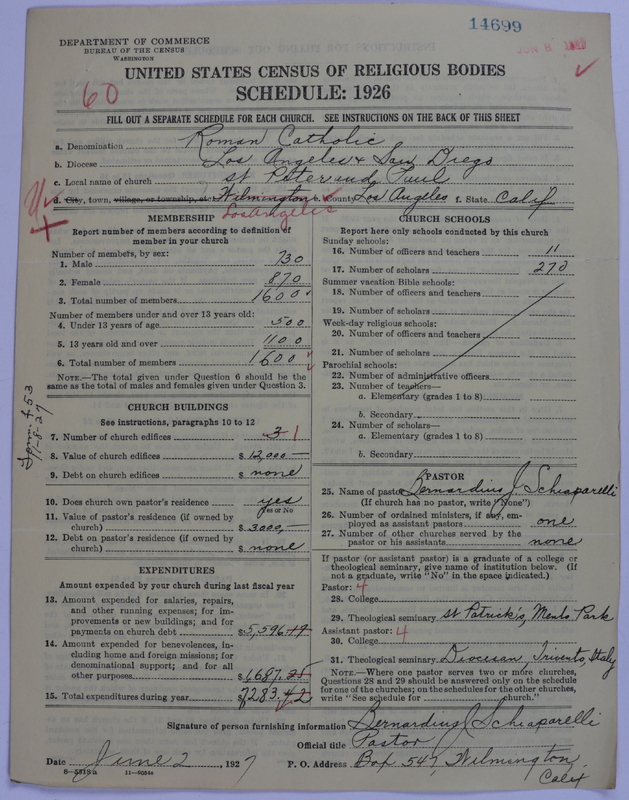 14699
DEPARTMENT OF COMMERCE
BUREAU OF THE CENSUS
WASHINGTON
UNITED STATES CENSUS OF RELIGIOUS BODIES
60
SCHEDULE: 1926
FILL OUT A SEPARATE SCHEDULE FOR EACH CHURCH. SEE INSTRUCTIONS ON THE BACK OF THIS SHEET
a. Denomination Roman Catholic
b. Diocese Los Angeles & San Diego
c. Local name of church St Peter and Paul
d. City, town, village, or township, etc Wilmington e. County Los Angeles f. State Calif
Los Angeles
MEMBERSHIP
Report number of members according to definition of
member in your church
Number of members, by sex:
1. Male 730
2. Female 870
3. Total number of members 1600
Number of members under and over 13 years old:
4. Under 13 years of age 500
5. 13 years old and over 1100
6. Total number of members 1600
NOTE.—The total given under Question 6 should be the
same as the total of males and females given under Question 3.
CHURCH BUILDINGS
See instructions, paragraphs 10 to 12
7. Number of church edifices 3 1
8. Value of church edifices $ 12,000—
9. Debt on church edifices $ none
10. Does church own pastor's residence yes
Yes or No
11. Value of pastor's residence (if owned by
church) $ 3000,—
12. Debt on pastor's residence (if owned by
church) $ none
EXPENDITURES
Amount expended by your church during last fiscal year
13. Amount expended for salaries, repairs,
and other running expenses; for im-
provements or new buildings; and for
payments on church debt $ 5,596.17
14. Amount expended for benevolences, in-
cluding home and foreign missions; for
denominational support; and for all
other purposes $ 1687.25
15. Total expenditures during year $ 7283.42
CHURCH SCHOOLS
Report here only schools conducted by this church
Sunday schools:
16. Number of officers and teachers 11
17. Number of scholars 270
Summer vacation Bible schools:
18. Number of officers and teachers
19. Number of scholars
Week-day religious schools:
20. Number of officers and teachers
21. Number of scholars
Parochial schools:
22. Number of administrative officers
23. Number of teachers—
a. Elementary (grades 1 to 8)
b. Secondary
24. Number of scholars—
a. Elementary (grades 1 to 8)
b. Secondary
PASTOR
25. Name of pastor Bernardius J Schiaparelli
(If church has no pastor, write "None")
26. Number of ordained ministers, if any, em-
ployed as assistant pastors one
27. Number of other churches served by the
pastor or his assistants none
If pastor (or assistant pastor) is a graduate of a college or
theological seminary, give name of institution below. (If
not a graduate, write "No" in the space indicated.)
Pastor: 4
28. College
29. Theological seminary St Patrick's, Menlo Park
Assistant pastor: 4
30. College
31. Theological seminary Diocesan, Trivento, Italy
NOTE.—Where one pastor serves two or more churches,
Questions 28 and 29 should be answered only on the schedule
for one of the churches; on the schedules for the other churches,
write "See schedule for church."
Signature of person furnishing information Bernardius J Schiaparelli
Official title Pastor
Date June 2, 1927 P. O. Address Box 547, Wilmington,
Calif
11—9056